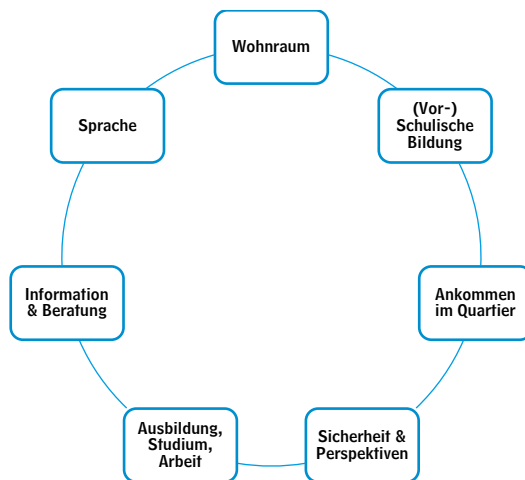 Wohnraum
(Vor-)
Schulische
Bildung
Ankommen
im Quartier
Sicherheit &
Perspektiven
Ausbildung,
Studium,
Arbeit
Information
& Beratung
Sprache